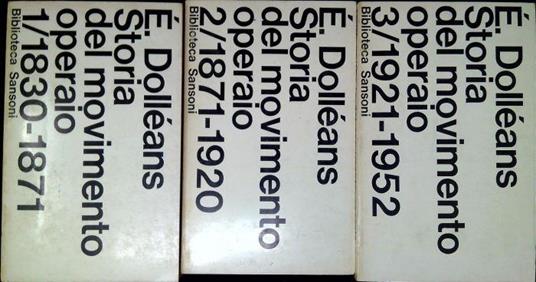 É. Dolléans
Storia
del movimento
operaio
1/1830-1871
Biblioteca Sansoni
É. Dolléans
Storia
del movimento
operaio
2/1871-1920
Biblioteca Sansoni
É. Dolléans
Storia
del movimento
operaio
3/1921-1952
Biblioteca Sansoni